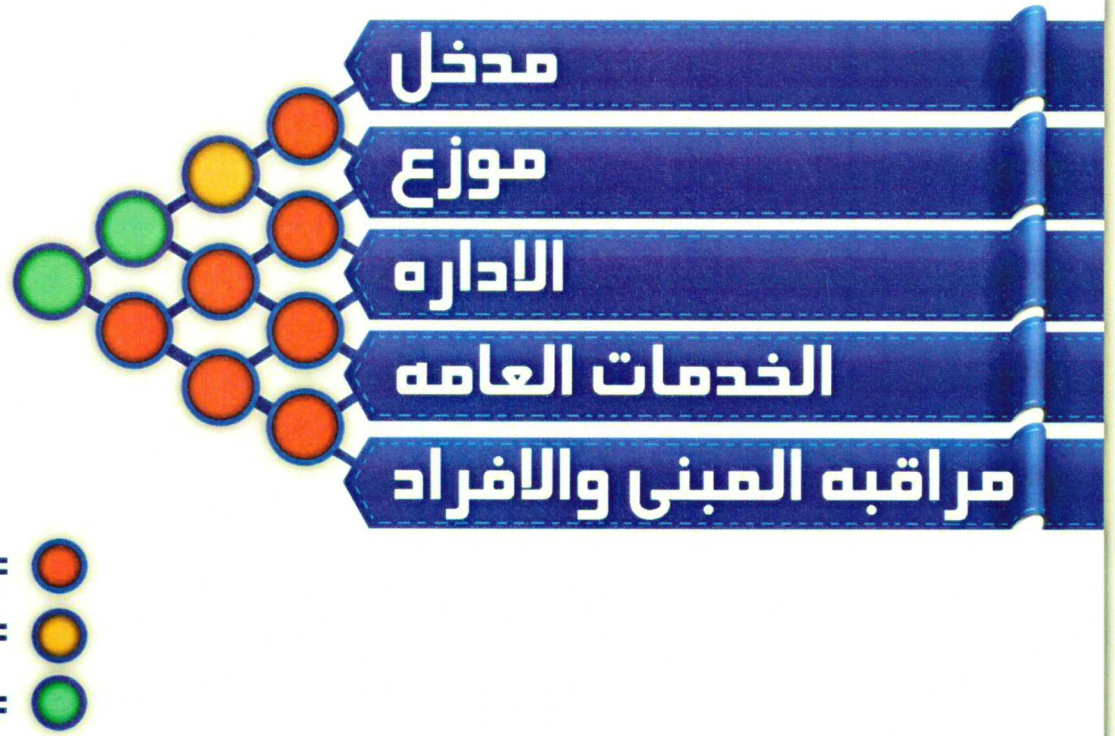 مدخل
موزع
الاداره
الخدمات العامه
مراقبه المبنى والافراد
=
=
=